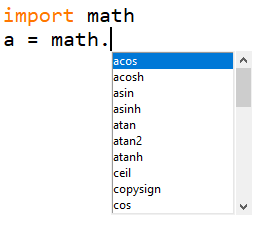 import math
a = math.
acos
acosh
asin
asinh
atan
atan2
atanh
ceil
copysign
cos